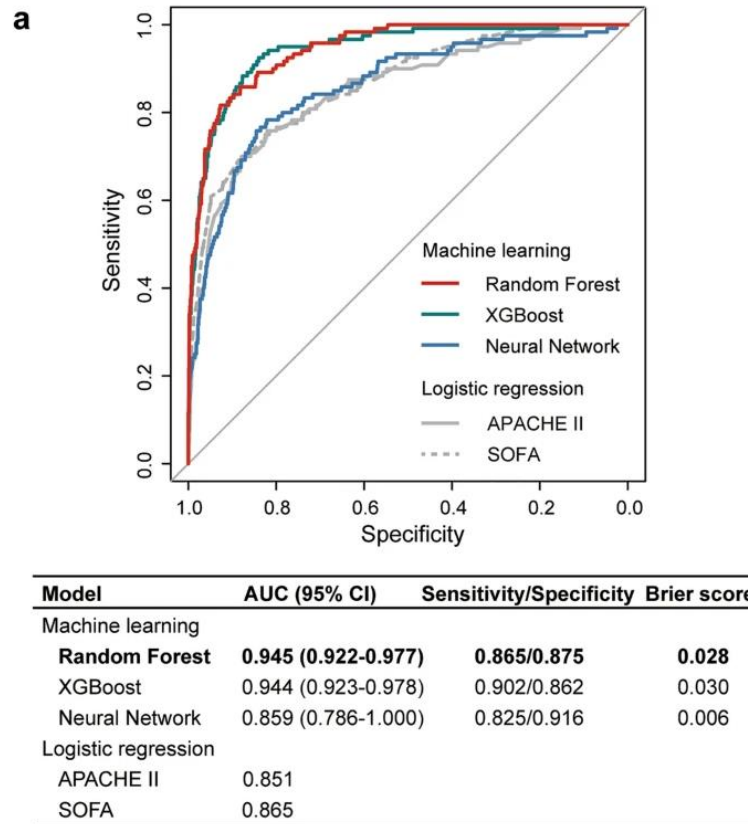 a
1.0
0.8
0.6
0.4
0.2
0.0
Sensitivity
Machine learning
Random Forest
XGBoost
Neural Network
Logistic regression
APACHE II
SOFA
1.0 0.8 0.6 0.4 0.2 0.0
Specificity
Model AUC (95% CI) Sensitivity/Specificity Brier score
Machine learning
Random Forest 0.945 (0.922-0.977) 0.865/0.875 0.028
XGBoost 0.944 (0.923-0.978) 0.902/0.862 0.030
Neural Network 0.859 (0.786-1.000) 0.825/0.916 0.006
Logistic regression
APACHE II 0.851
SOFA 0.865